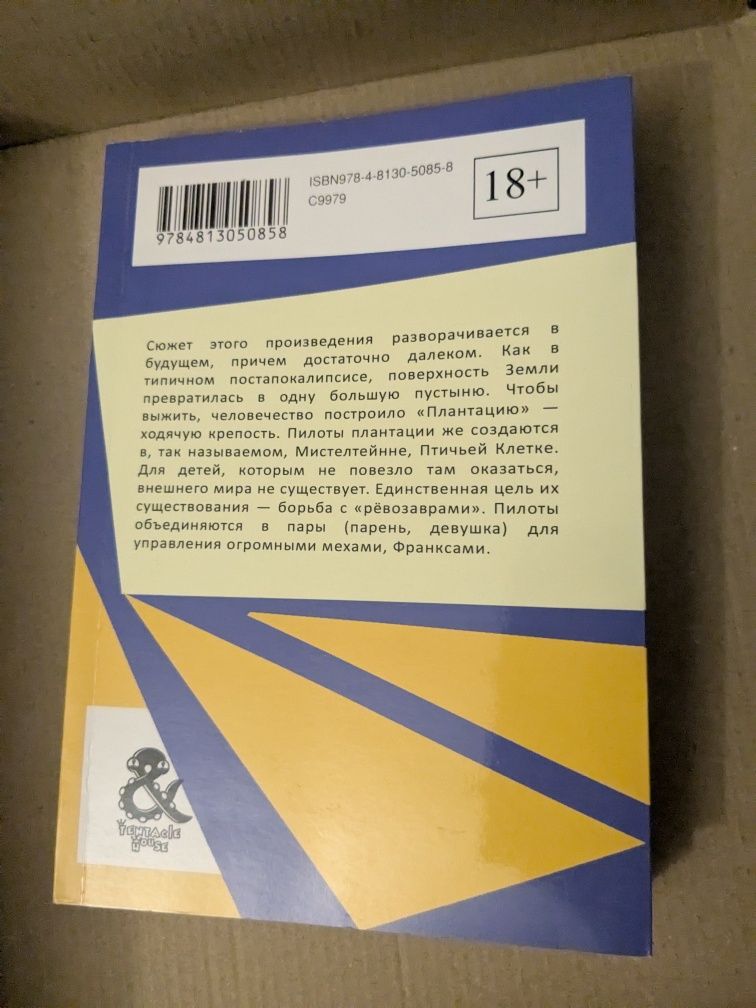 ISBN978-4-8130-5085-8
C9979
18+
9784813050858
Сюжет этого произведения разворачивается в
будущем, причем достаточно далеком. Как в
типичном постапокалипсисе, поверхность Земли
превратилась в одну большую пустыню. Чтобы
выжить, человечество построило «Плантацию» —
ходячую крепость. Пилоты плантации же создаются
в, так называемом, Мистелтейнне, Птичьей Клетке.
Для детей, которым не повезло там оказаться,
внешнего мира не существует. Единственная цель их
существования — борьба с «рёвозаврами». Пилоты
объединяются в пары (парень, девушка) для
управления огромными мехами, Франксами.
&
TENTACLE
HOUSE